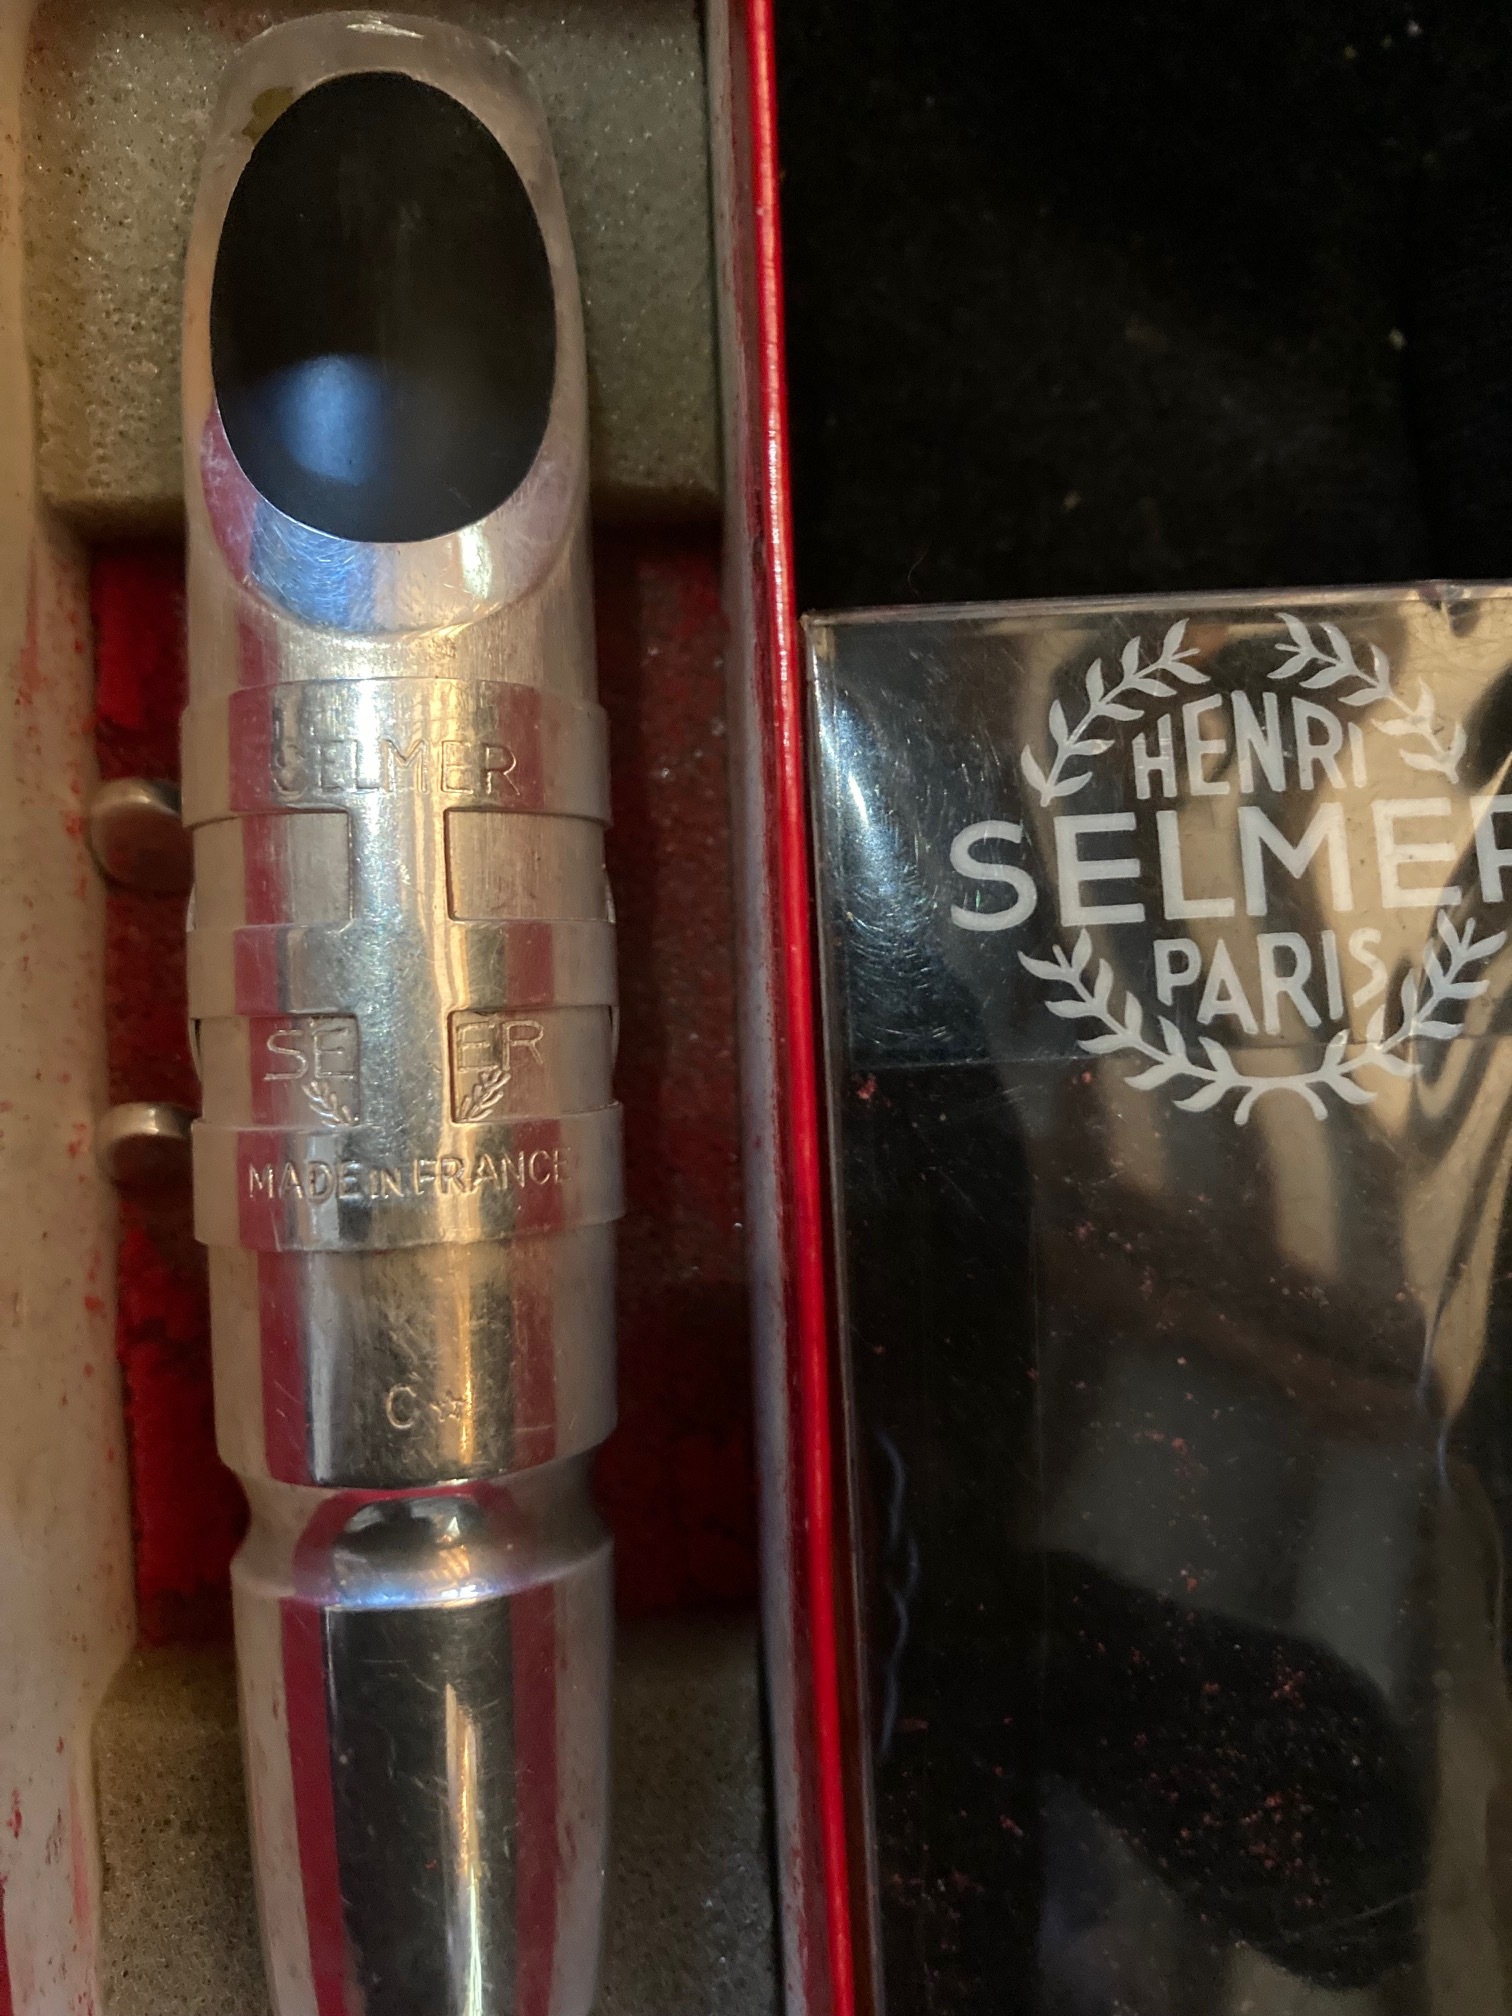 SELMER
SE ER
MADE IN FRANCE
C☆
HENRI
SELMER
PARIS